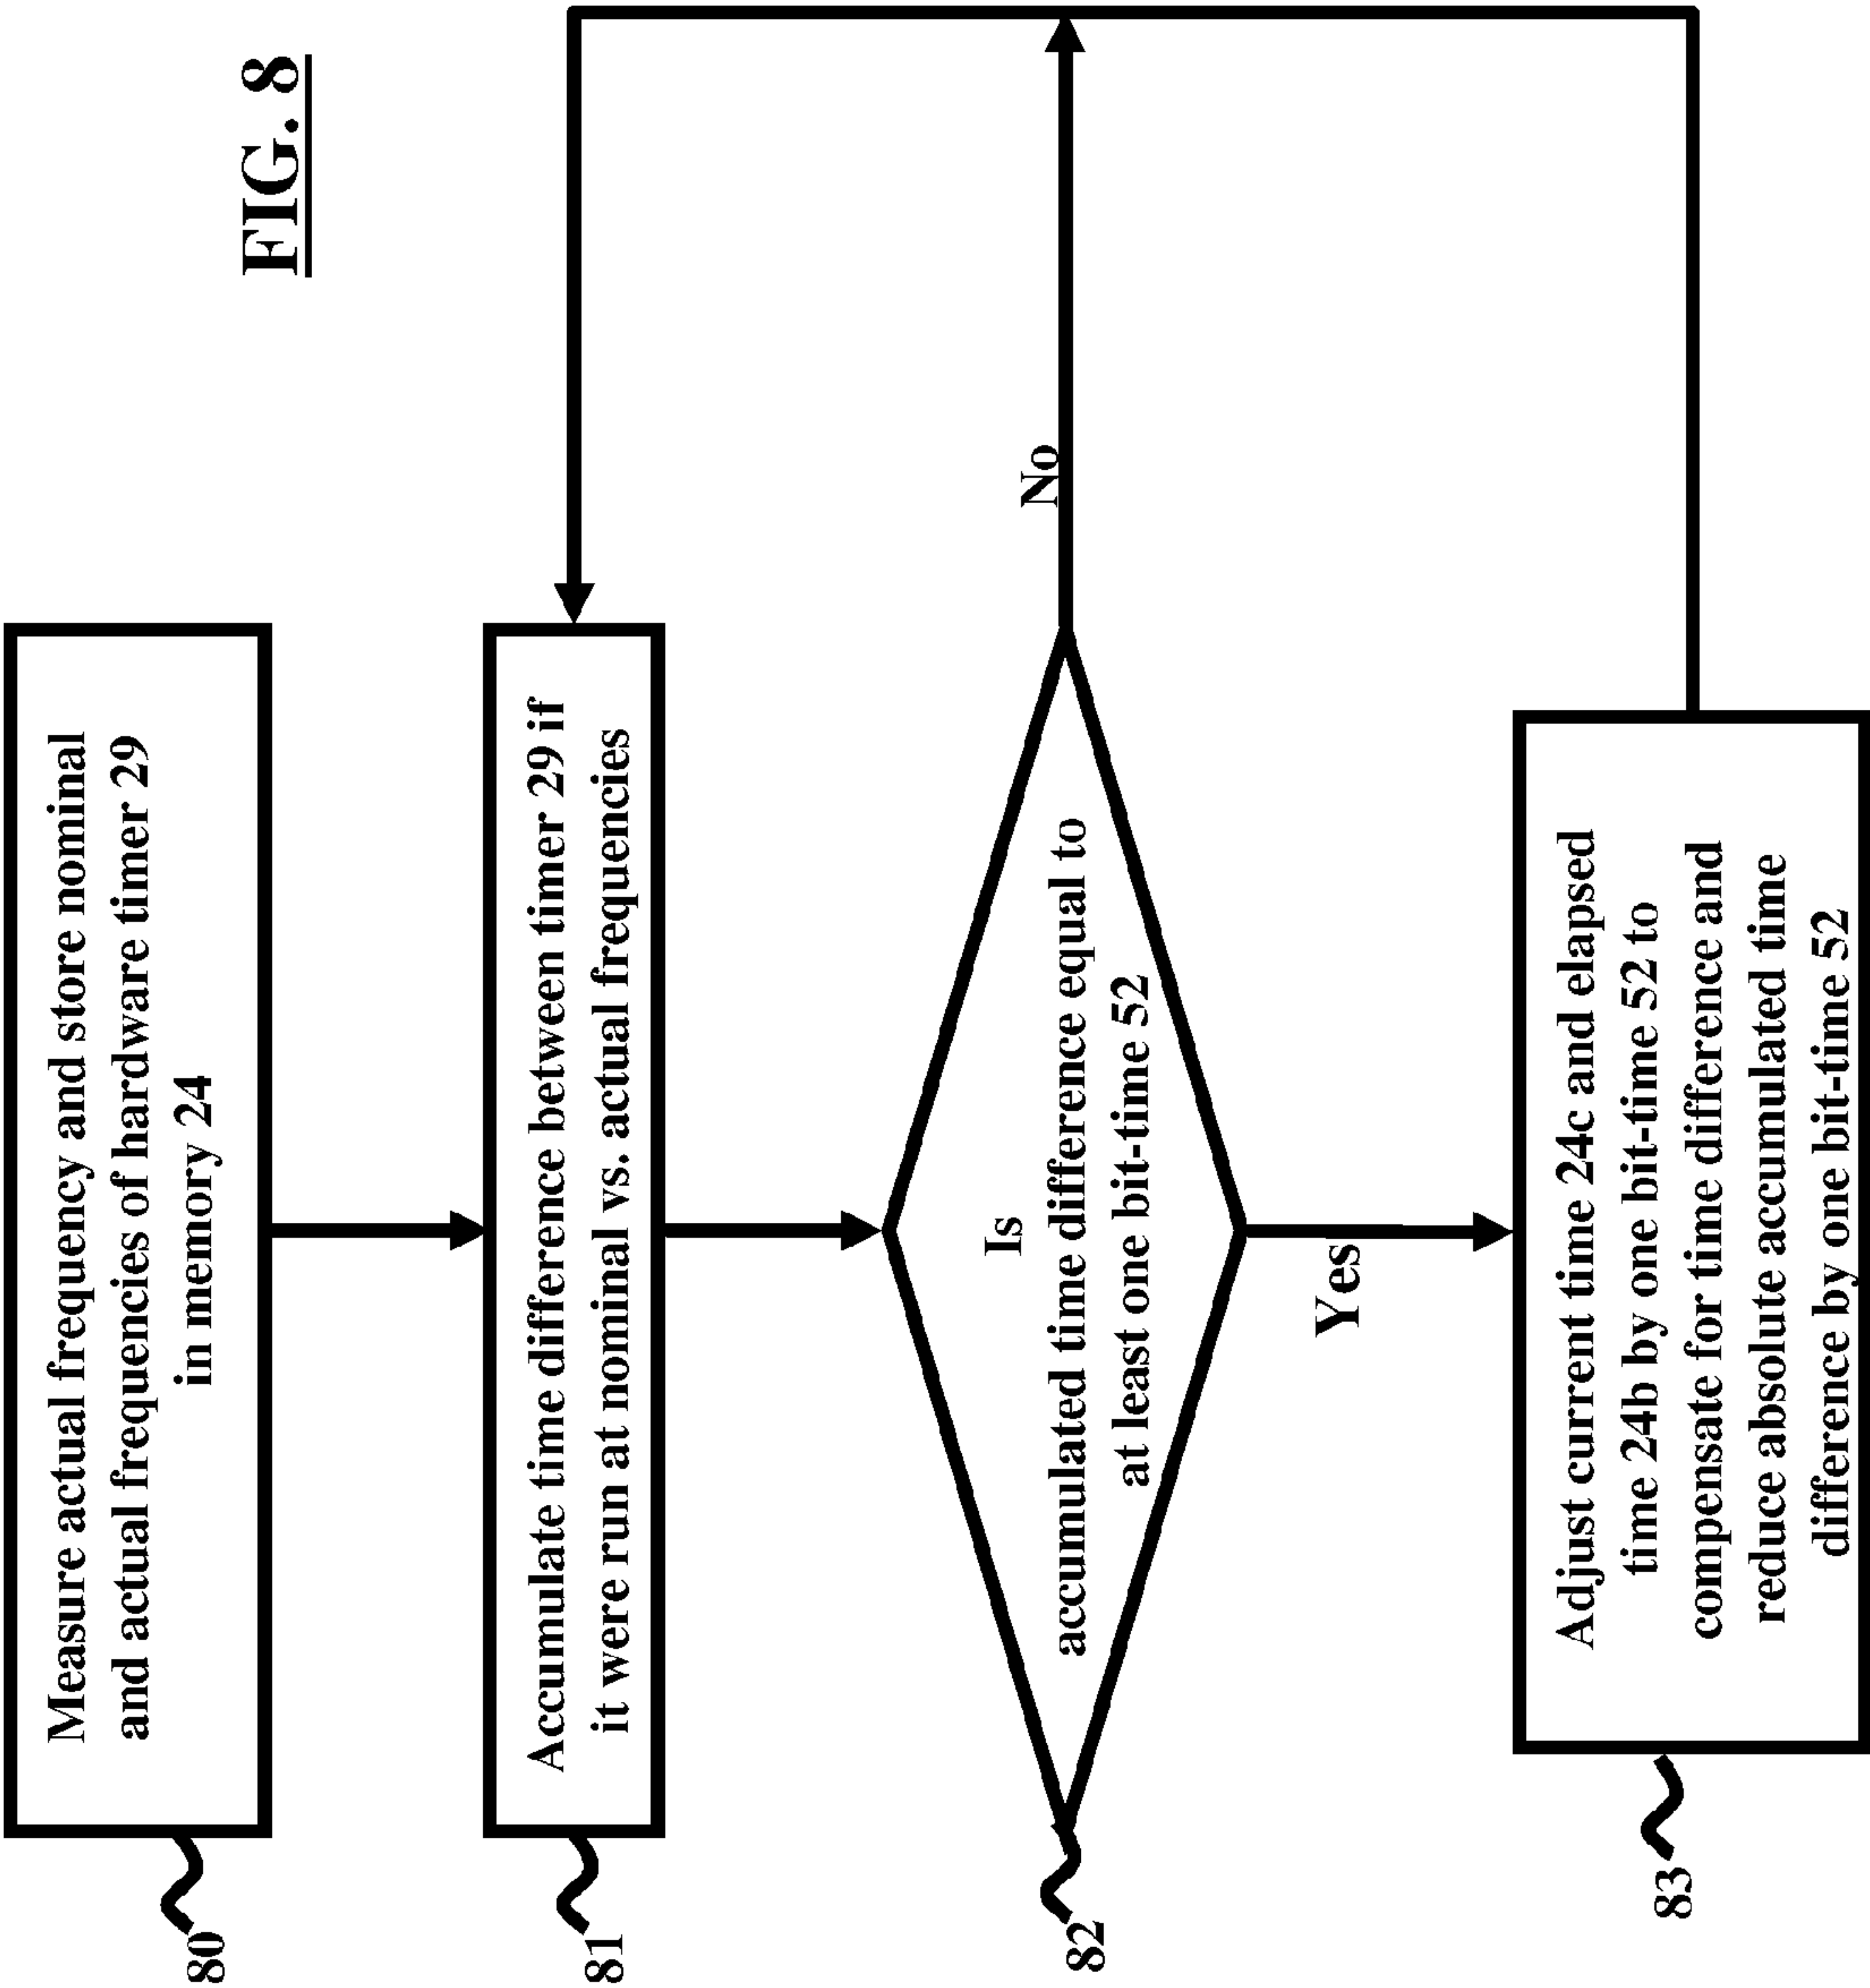 FIG. 8
80
Measure actual frequency and store nominal
and actual frequencies of hardware timer 29
in memory 24
81
Accumulate time difference between timer 29 if
it were run at nominal vs. actual frequencies
82
Is
accumulated time difference equal to
at least one bit-time 52
No
Yes
83
Adjust current time 24c and elapsed
time 24b by one bit-time 52 to
compensate for time difference and
reduce absolute accumulated time
difference by one bit-time 52